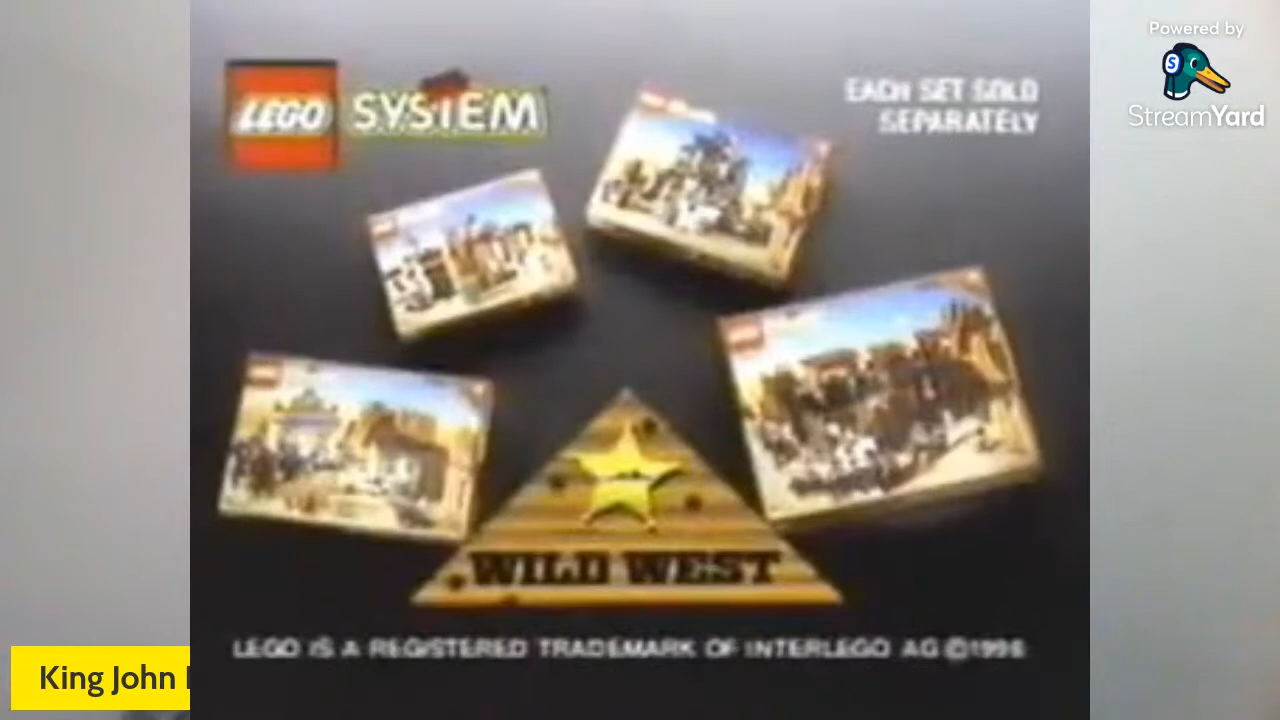 Powered by
StreamYard
LEGO SYSTEM
EACH SET SOLD
SEPARATELY
WILD WEST
LEGO IS A REGISTERED TRADEMARK OF INTERLEGO AG ©1996
King John